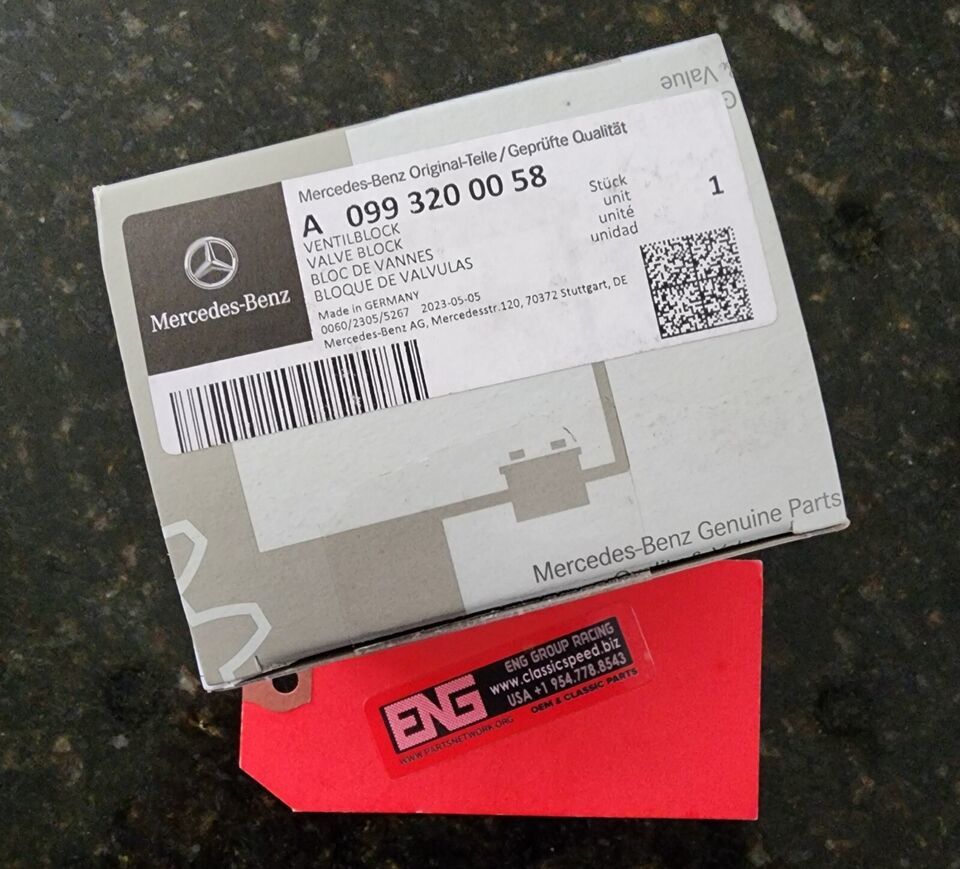 & Value
G
Mercedes-Benz Original-Teile / Geprüfte Qualität
A 099 320 00 58
VENTILBLOCK
VALVE BLOCK
BLOC DE VANNES
BLOQUE DE VALVULAS
Stück
unit
unité
unidad
1
Made in GERMANY
0060/2305/5267 2023-05-05
Mercedes-Benz AG, Mercedesstr.120, 70372 Stuttgart, DE
Mercedes-Benz
Mercedes-Benz Genuine Parts
ENG
ENG GROUP RACING
www.classicspeed.biz
USA +1 954.778.8543
OEM & CLASSIC PARTS
WWW.PARTSNETWORK.ORG